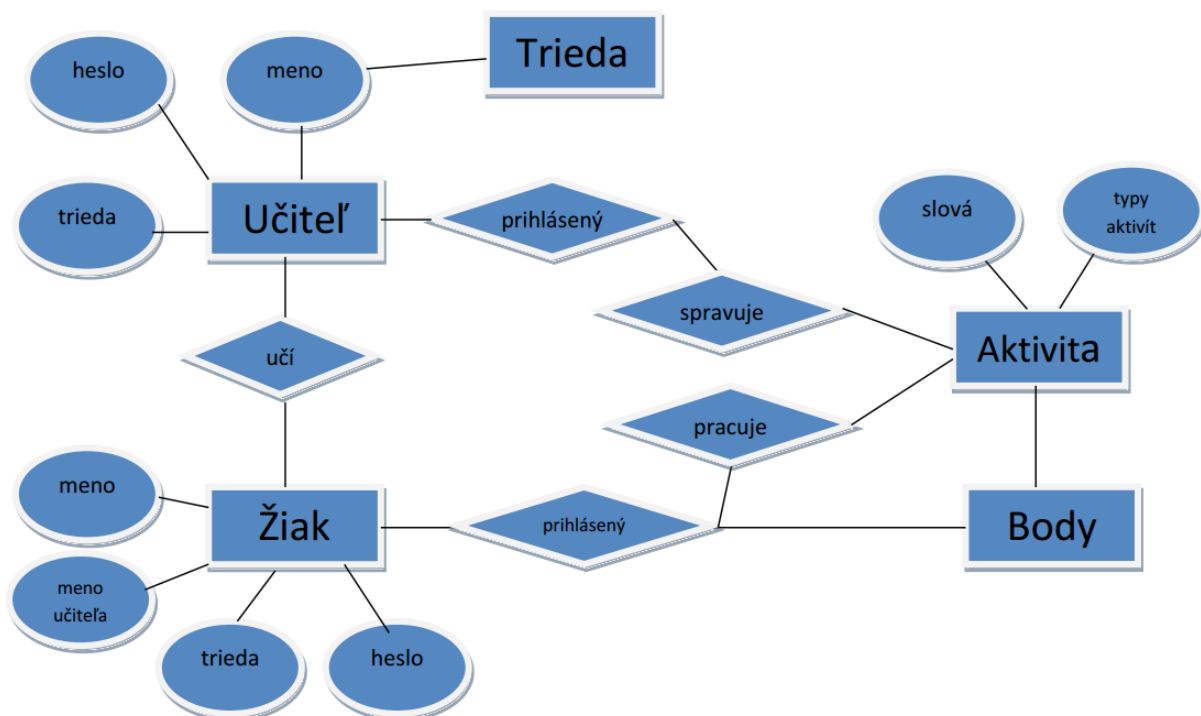 Trieda
heslo
meno
trieda
Učiteľ
prihlásený
slová
typy
aktivít
spravuje
Aktivita
učí
pracuje
meno
Žiak
prihlásený
Body
meno
učiteľa
trieda
heslo